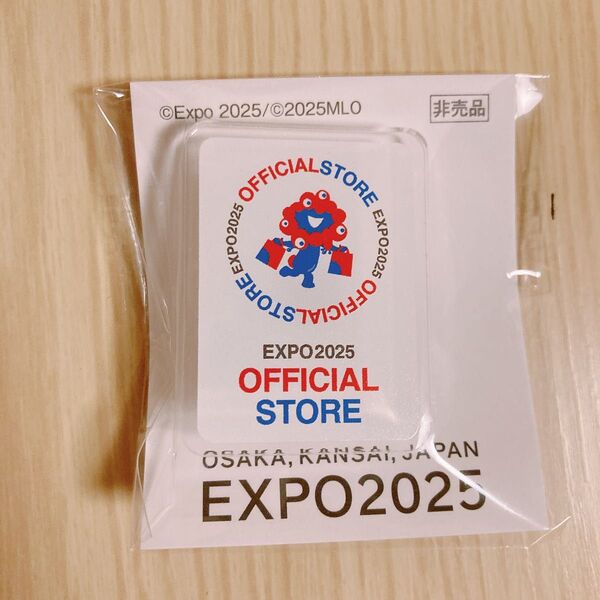 ©Expo 2025/©2025MLO
非売品
EXPO2025 OFFICIALSTORE EXPO2025 OFFICIALSTORE
EXPO2025
OFFICIAL
STORE
OSAKA, KANSAI, JAPAN
EXPO2025